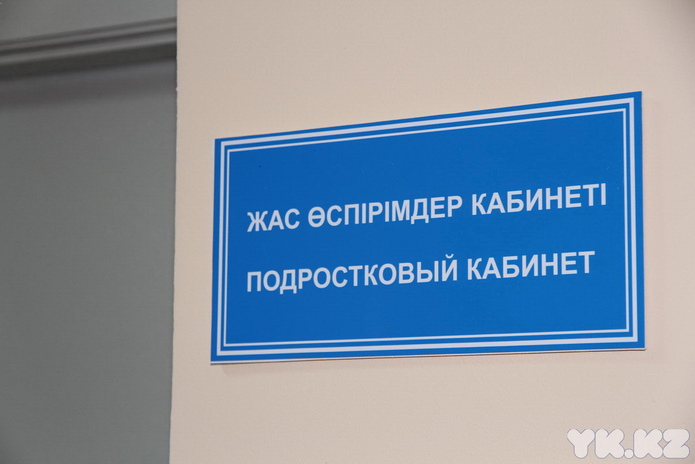 ЖАС ӨСПІРІМДЕР КАБИНЕТІ
ПОДРОСТКОВЫЙ КАБИНЕТ
YK.KZ